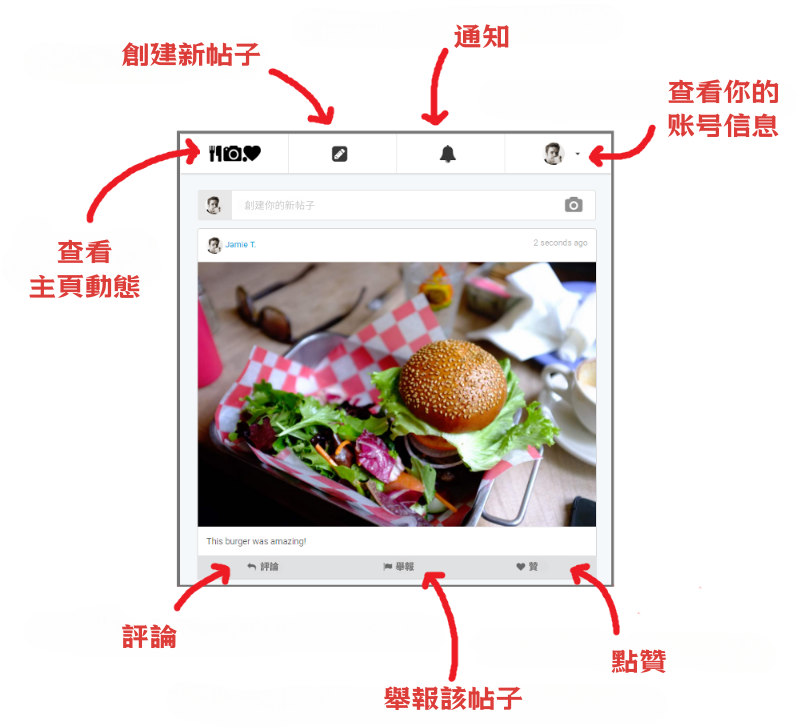 通知
創建新帖子
查看你的
账号信息
創建你的新帖子
Jamie T.
2 seconds ago
查看
主頁動態
This burger was amazing!
評論
舉報
贊
評論
點贊
舉報該帖子